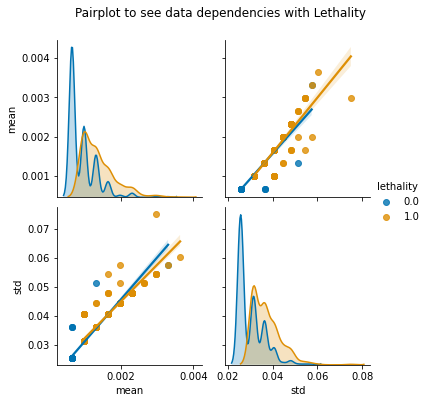 Pairplot to see data dependencies with Lethality
0.004
0.003
0.002
0.001
mean
lethality
0.0
1.0
0.07
0.06
0.05
0.04
0.03
std
0.002 0.004
0.02 0.04 0.06 0.08
mean
std